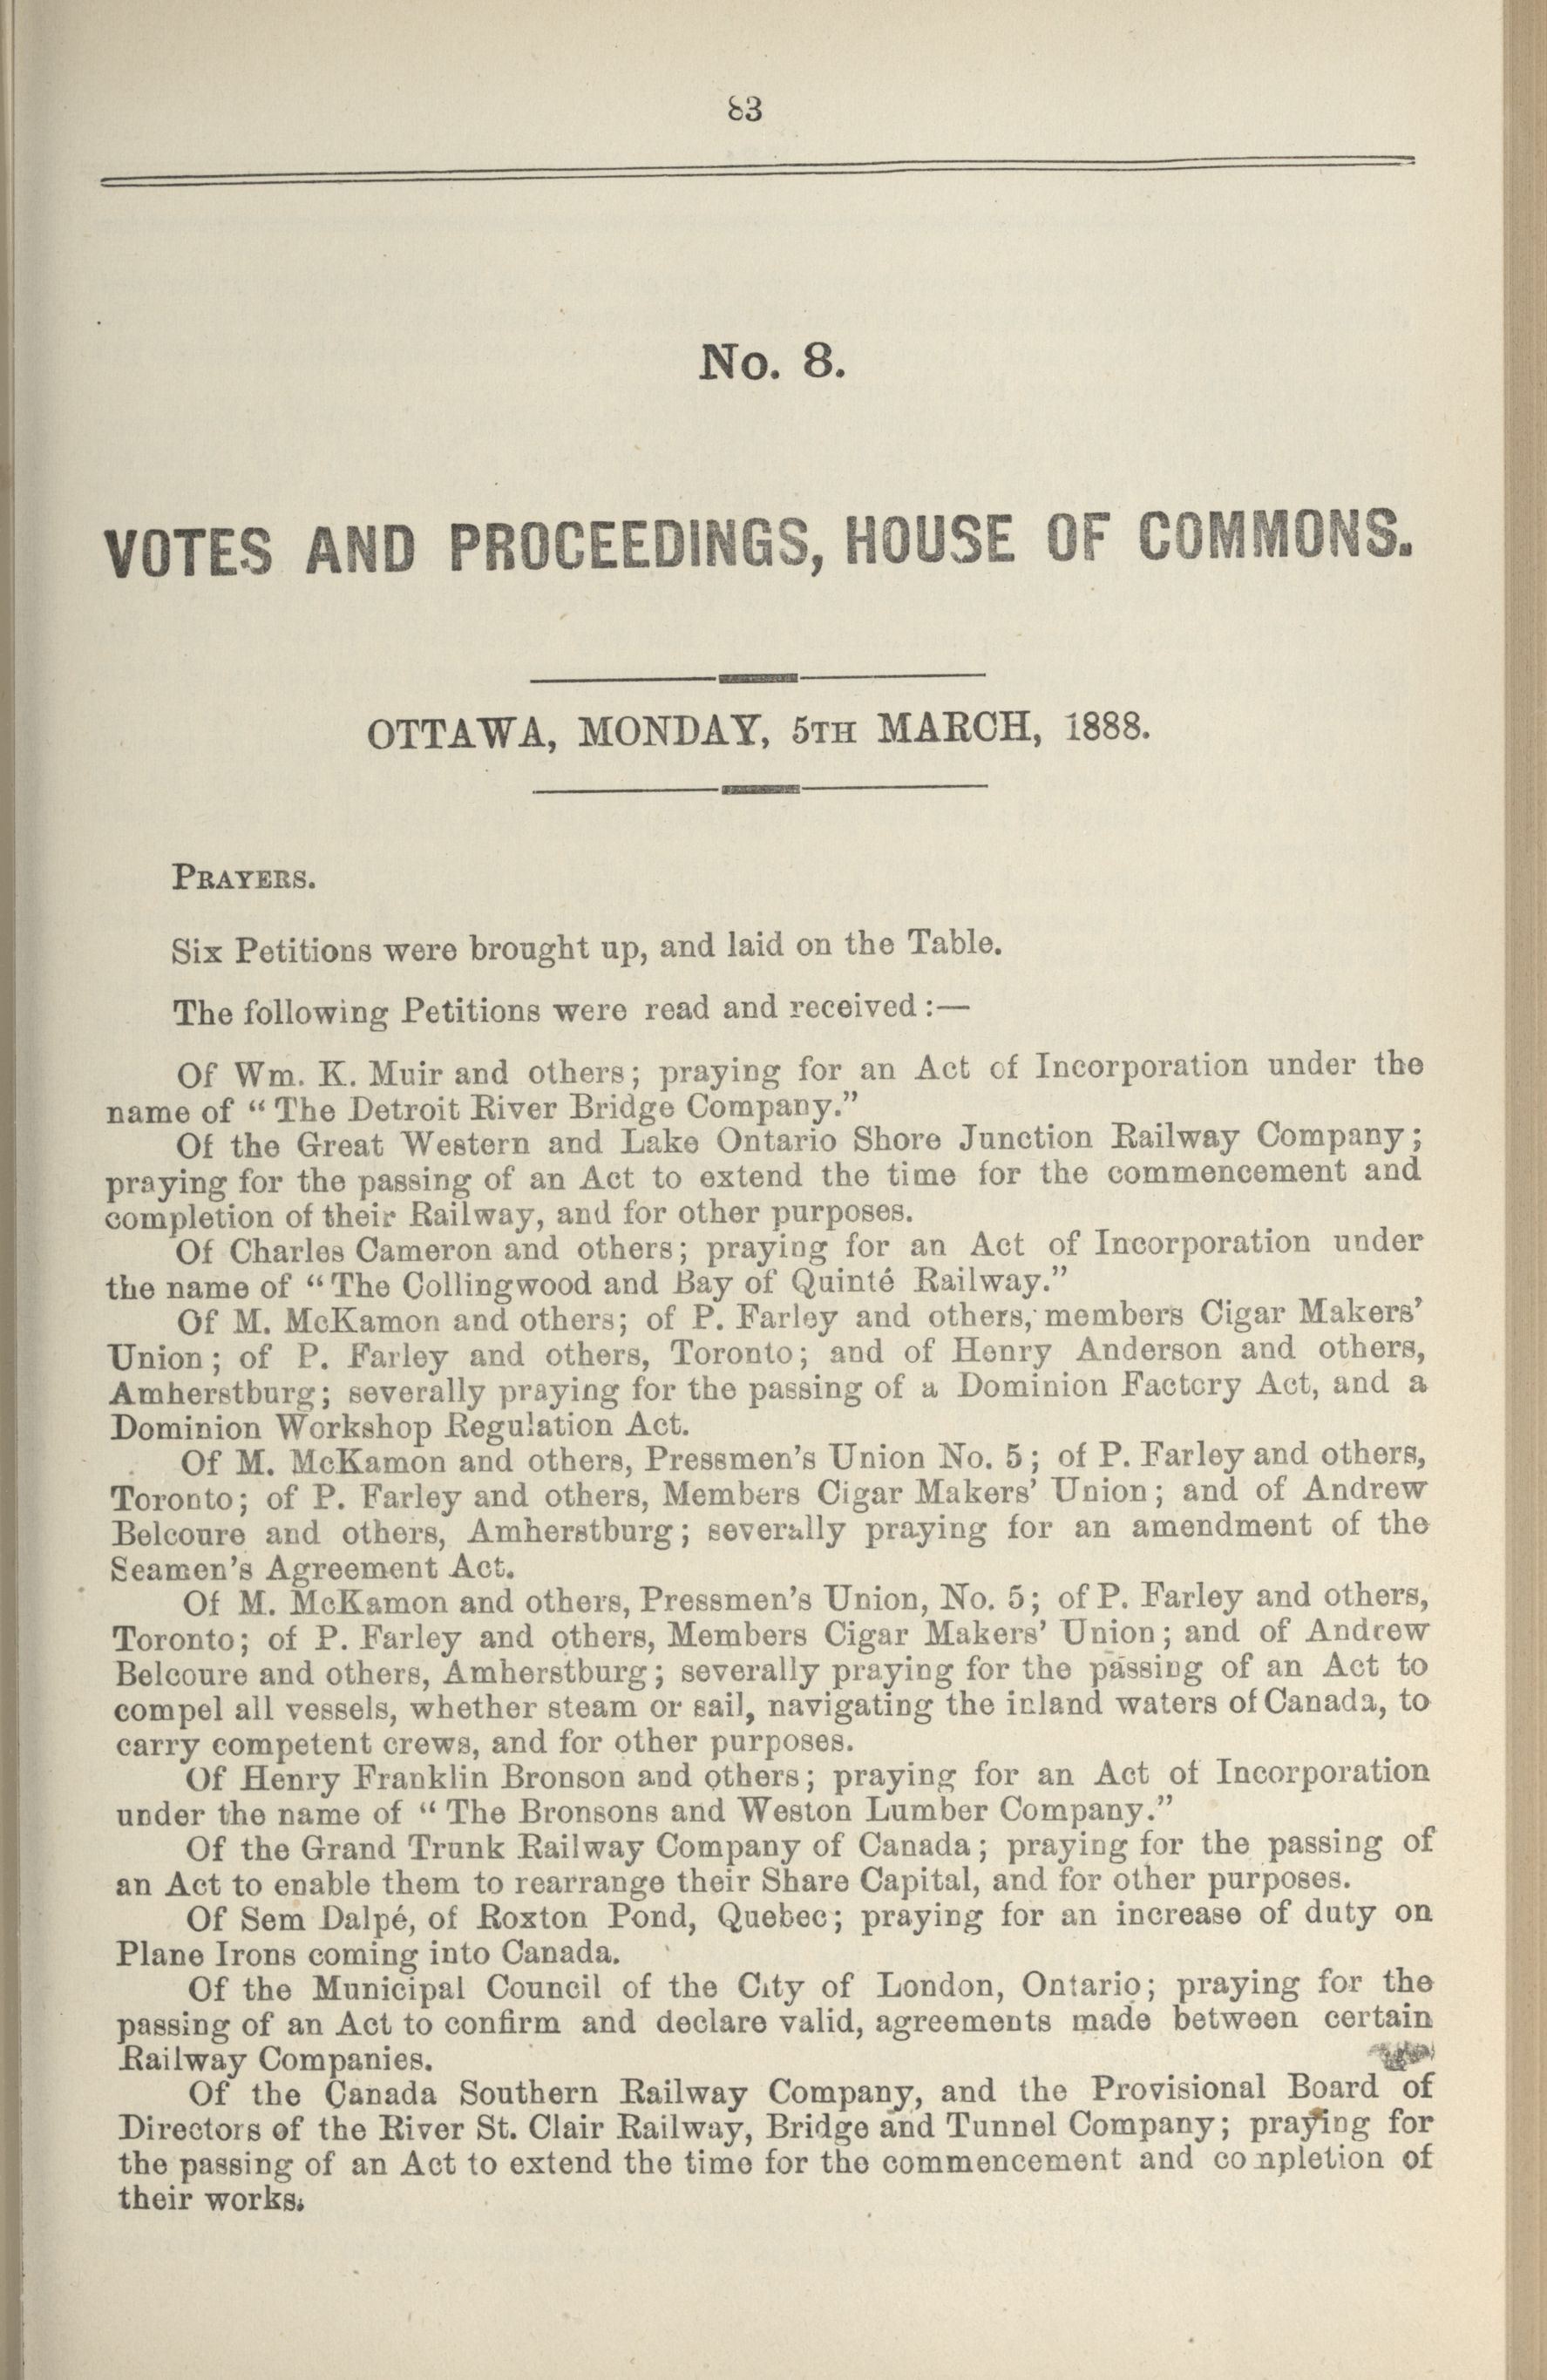 83
No. 8.
VOTES AND PROCEEDINGS, HOUSE OF COMMONS.
OTTAWA, MONDAY, 5TH MARCH, 1888.
PRAYERS.
Six Petitions were brought up, and laid on the Table.
The following Petitions were read and received :—
Of Wm. K. Muir and others; praying for an Act of Incorporation under the
name of “ The Detroit River Bridge Company.”
Of the Great Western and Lake Ontario Shore Junction Railway Company;
praying for the passing of an Act to extend the time for the commencement and
completion of their Railway, and for other purposes.
Of Charles Cameron and others; praying for an Act of Incorporation under
the name of “ The Collingwood and Bay of Quinté Railway.”
Of M. McKamon and others; of P. Farley and others, members Cigar Makers’
Union; of P. Farley and others, Toronto; and of Henry Anderson and others,
Amherstburg; severally praying for the passing of a Dominion Factory Act, and a
Dominion Workshop Regulation Act.
Of M. McKamon and others, Pressmen’s Union No. 5; of P. Farley and others,
Toronto; of P. Farley and others, Members Cigar Makers’ Union; and of Andrew
Belcoure and others, Amherstburg; severally praying for an amendment of the
Seamen’s Agreement Act.
Of M. McKamon and others, Pressmen’s Union, No. 5; of P. Farley and others,
Toronto; of P. Farley and others, Members Cigar Makers’ Union; and of Andrew
Belcoure and others, Amherstburg; severally praying for the passing of an Act to
compel all vessels, whether steam or sail, navigating the inland waters of Canada, to
carry competent crews, and for other purposes.
Of Henry Franklin Bronson and others; praying for an Act of Incorporation
under the name of “ The Bronsons and Weston Lumber Company.”
Of the Grand Trunk Railway Company of Canada; praying for the passing of
an Act to enable them to rearrange their Share Capital, and for other purposes.
Of Sem Dalpé, of Roxton Pond, Quebec; praying for an increase of duty on
Plane Irons coming into Canada.
Of the Municipal Council of the City of London, Ontario; praying for the
passing of an Act to confirm and declare valid, agreements made between certain
Railway Companies.
Of the Canada Southern Railway Company, and the Provisional Board of
Directors of the River St. Clair Railway, Bridge and Tunnel Company; praying for
the passing of an Act to extend the time for the commencement and co npletion of
their works.